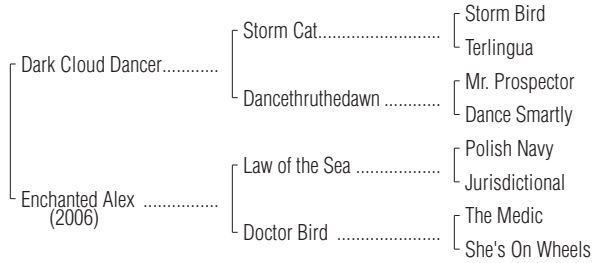 Storm Bird
Storm Cat........................
Terlingua
Dark Cloud Dancer...........
Mr. Prospector
Dancethruthedawn ............
Dance Smartly
Polish Navy
Law of the Sea .................
Jurisdictional
Enchanted Alex ...............
(2006)
The Medic
Doctor Bird .....................
She's On Wheels